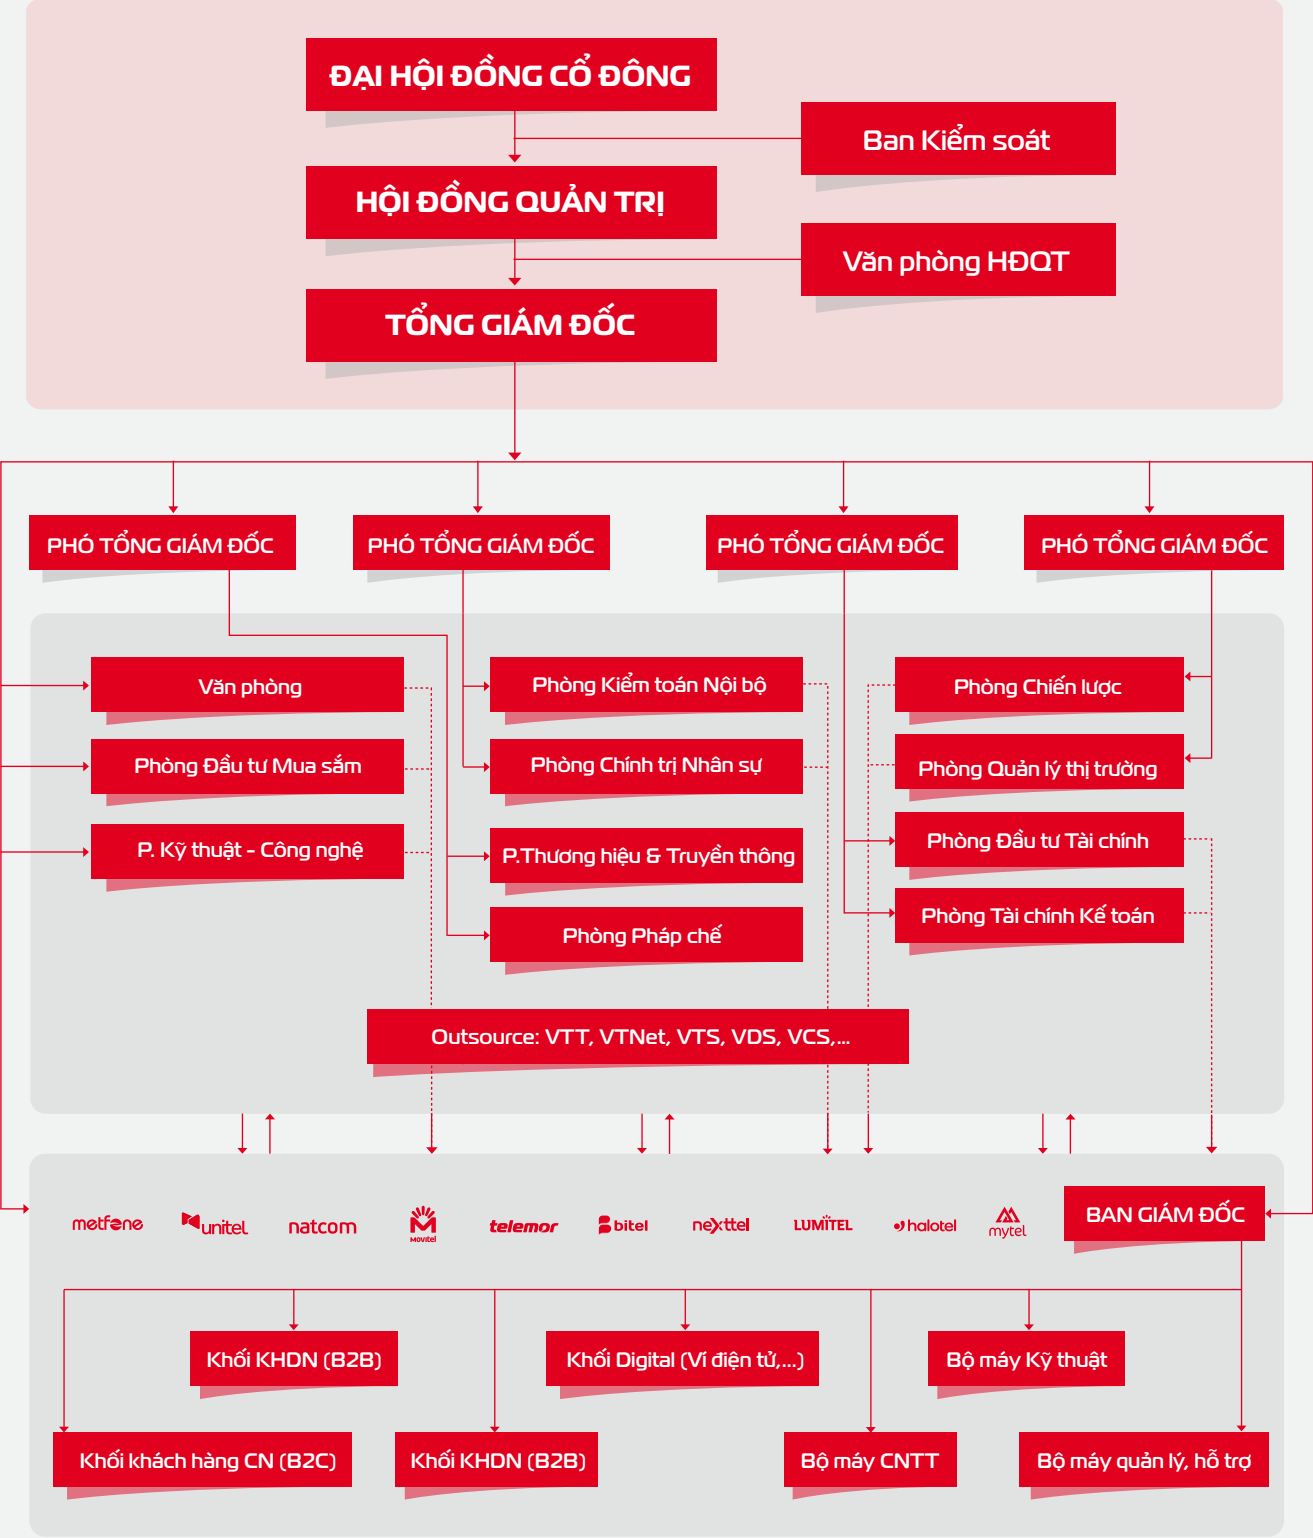 ĐẠI HỘI ĐỒNG CỔ ĐÔNG
Ban Kiểm soát
HỘI ĐỒNG QUẢN TRỊ
Văn phòng HĐQT
TỔNG GIÁM ĐỐC
PHÓ TỔNG GIÁM ĐỐC
PHÓ TỔNG GIÁM ĐỐC
PHÓ TỔNG GIÁM ĐỐC
PHÓ TỔNG GIÁM ĐỐC
Văn phòng
Phòng Kiểm toán Nội bộ
Phòng Chiến lược
Phòng Đầu tư Mua sắm
Phòng Chính trị Nhân sự
Phòng Quản lý thị trường
P. Kỹ thuật - Công nghệ
P.Thương hiệu & Truyền thông
Phòng Đầu tư Tài chính
Phòng Pháp chế
Phòng Tài chính Kế toán
Outsource: VTT, VTNet, VTS, VDS, VCS,...
metfone
unitel
natcom
Movitel
telemor
bitel
nexttel
LUMITEL
halotel
mytel
BAN GIÁM ĐỐC
Khối KHDN (B2B)
Khối Digital (Ví điện tử,...)
Bộ máy Kỹ thuật
Khối khách hàng CN (B2C)
Khối KHDN (B2B)
Bộ máy CNTT
Bộ máy quản lý, hỗ trợ